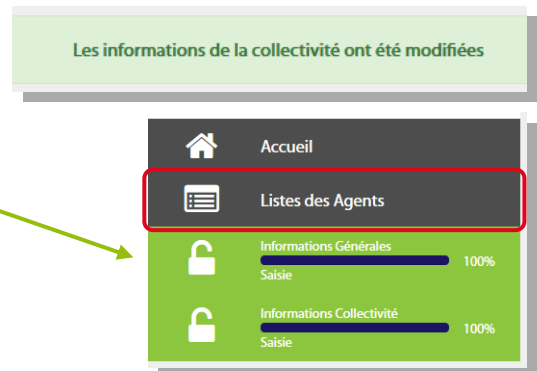 Les informations de la collectivité ont été modifiées
Accueil
Listes des Agents
Informations Générales
100%
Saisie
Informations Collectivité
100%
Saisie